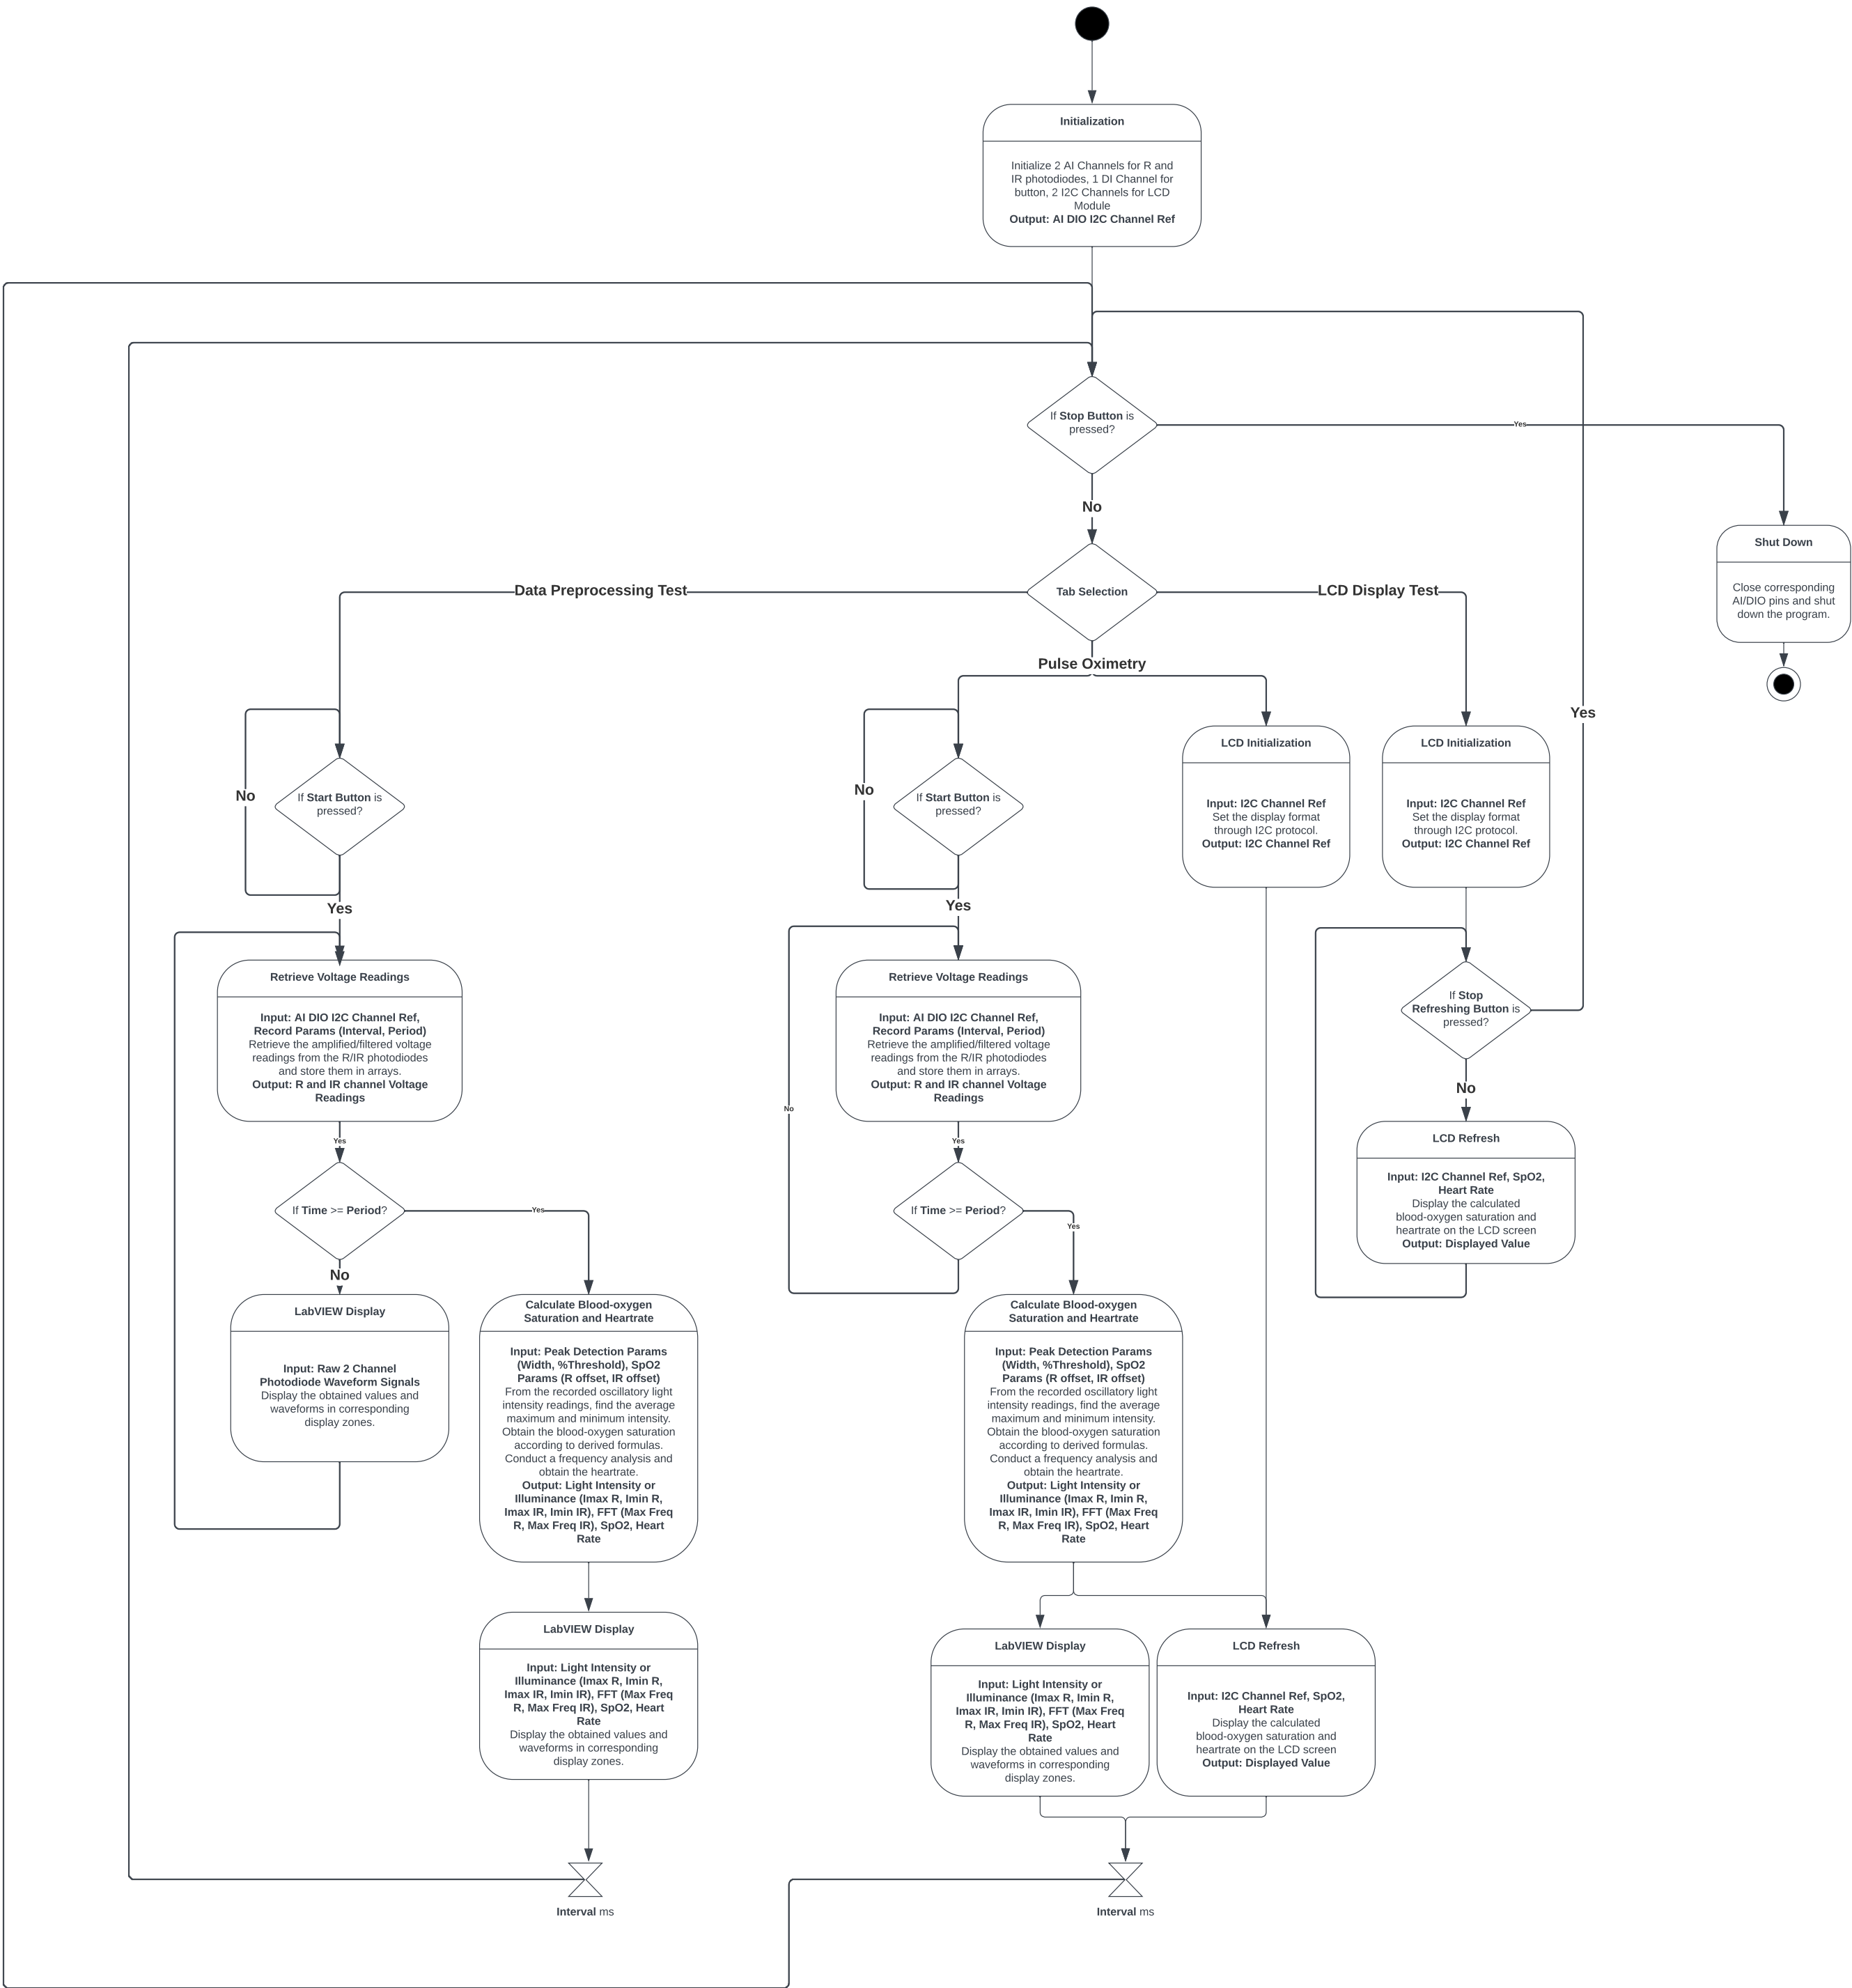 Initialization
Initialize 2 AI Channels for R and
IR photodiodes, 1 DI Channel for
button, 2 I2C Channels for LCD
Module
Output: AI DIO I2C Channel Ref
If Stop Button is
pressed?
Yes
No
Shut Down
Close corresponding
AI/DIO pins and shut
down the program.
Tab Selection
Data Preprocessing Test
LCD Display Test
Pulse Oximetry
If Start Button is
pressed?
No
Yes
Retrieve Voltage Readings
Input: AI DIO I2C Channel Ref,
Record Params (Interval, Period)
Retrieve the amplified/filtered voltage
readings from the R/IR photodiodes
and store them in arrays.
Output: R and IR channel Voltage
Readings
Yes
If Time >= Period?
Yes
No
LabVIEW Display
Input: Raw 2 Channel
Photodiode Waveform Signals
Display the obtained values and
waveforms in corresponding
display zones.
Calculate Blood-oxygen
Saturation and Heartrate
Input: Peak Detection Params
(Width, %Threshold), SpO2
Params (R offset, IR offset)
From the recorded oscillatory light
intensity readings, find the average
maximum and minimum intensity.
Obtain the blood-oxygen saturation
according to derived formulas.
Conduct a frequency analysis and
obtain the heartrate.
Output: Light Intensity or
Illuminance (Imax R, Imin R,
Imax IR, Imin IR), FFT (Max Freq
R, Max Freq IR), SpO2, Heart
Rate
LabVIEW Display
Input: Light Intensity or
Illuminance (Imax R, Imin R,
Imax IR, Imin IR), FFT (Max Freq
R, Max Freq IR), SpO2, Heart
Rate
Display the obtained values and
waveforms in corresponding
display zones.
Interval ms
If Start Button is
pressed?
No
Yes
Retrieve Voltage Readings
Input: AI DIO I2C Channel Ref,
Record Params (Interval, Period)
Retrieve the amplified/filtered voltage
readings from the R/IR photodiodes
and store them in arrays.
Output: R and IR channel Voltage
Readings
No
Yes
If Time >= Period?
Yes
Calculate Blood-oxygen
Saturation and Heartrate
Input: Peak Detection Params
(Width, %Threshold), SpO2
Params (R offset, IR offset)
From the recorded oscillatory light
intensity readings, find the average
maximum and minimum intensity.
Obtain the blood-oxygen saturation
according to derived formulas.
Conduct a frequency analysis and
obtain the heartrate.
Output: Light Intensity or
Illuminance (Imax R, Imin R,
Imax IR, Imin IR), FFT (Max Freq
R, Max Freq IR), SpO2, Heart
Rate
LabVIEW Display
Input: Light Intensity or
Illuminance (Imax R, Imin R,
Imax IR, Imin IR), FFT (Max Freq
R, Max Freq IR), SpO2, Heart
Rate
Display the obtained values and
waveforms in corresponding
display zones.
LCD Initialization
Input: I2C Channel Ref
Set the display format
through I2C protocol.
Output: I2C Channel Ref
LCD Refresh
Input: I2C Channel Ref, SpO2,
Heart Rate
Display the calculated
blood-oxygen saturation and
heartrate on the LCD screen
Output: Displayed Value
Interval ms
LCD Initialization
Input: I2C Channel Ref
Set the display format
through I2C protocol.
Output: I2C Channel Ref
If Stop
Refreshing Button is
pressed?
Yes
No
LCD Refresh
Input: I2C Channel Ref, SpO2,
Heart Rate
Display the calculated
blood-oxygen saturation and
heartrate on the LCD screen
Output: Displayed Value